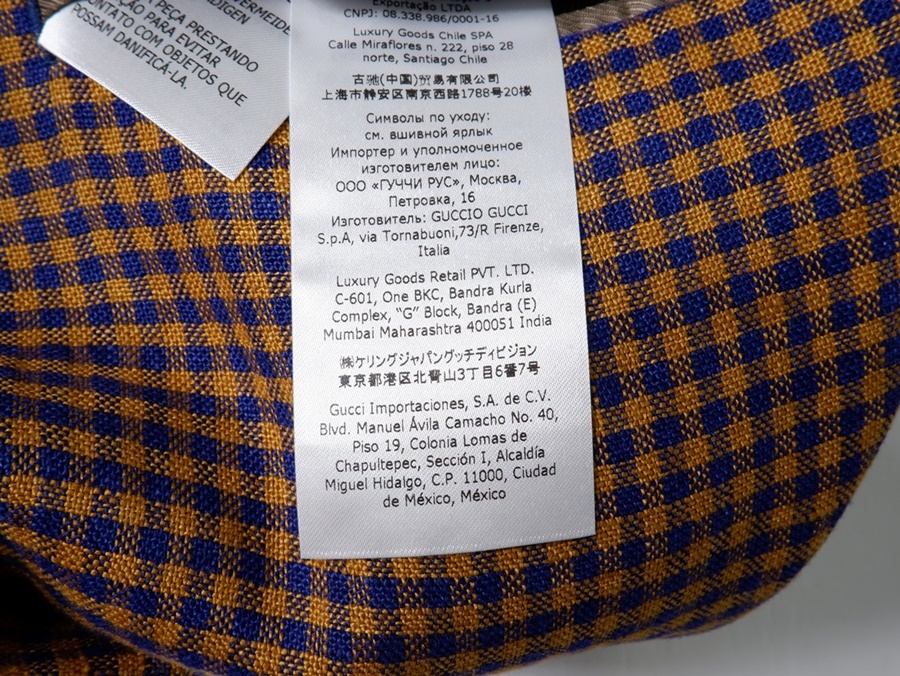 VERMEIDE
DIGEN
PEÇA PRESTANDO
ÇÃO PARA EVITAR
CONTATO COM OBJETOS QUE
POSSAM DANIFICÁ-LA.
Exportação LTDA
CNPJ: 08.338.986/0001-16
Luxury Goods Chile SPA
Calle Miraflores n. 222, piso 28
norte, Santiago Chile
古驰(中国)贸易有限公司
上海市静安区南京西路1788号20楼
Символы по уходу:
см. вшивной ярлык
Импортер и уполномоченное
изготовителем лицо:
ООО «ГУЧЧИ РУС», Москва,
Петровка, 16
Изготовитель: GUCCIO GUCCI
S.p.A, via Tornabuoni,73/R Firenze,
Italia
Luxury Goods Retail PVT. LTD.
C-601, One BKC, Bandra Kurla
Complex, “G” Block, Bandra (E)
Mumbai Maharashtra 400051 India
㈱ケリングジャパングッチディビジョン
東京都港区北青山3丁目6番7号
Gucci Importaciones, S.A. de C.V.
Blvd. Manuel Ávila Camacho No. 40,
Piso 19, Colonia Lomas de
Chapultepec, Sección I, Alcaldía
Miguel Hidalgo, C.P. 11000, Ciudad
de México, México